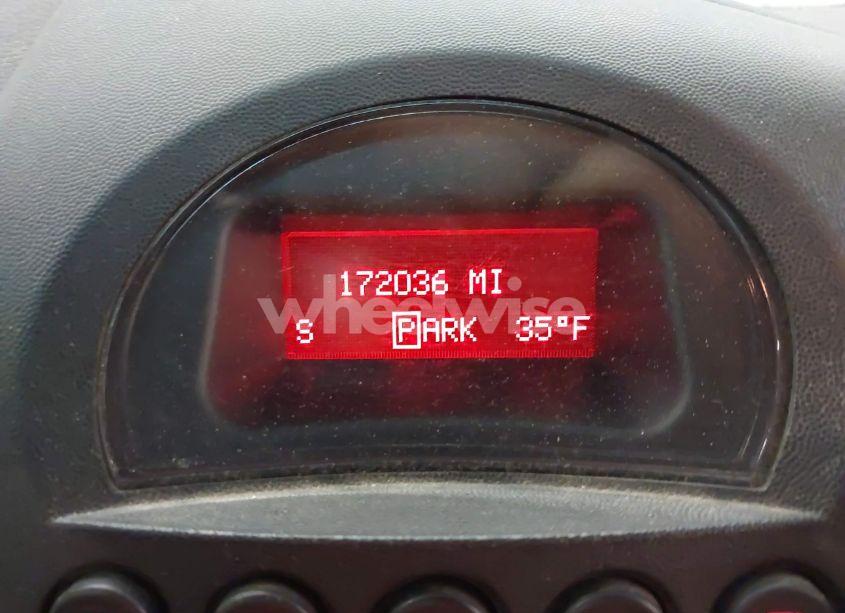 172036 MI
wheelwise
S PARK 35°F